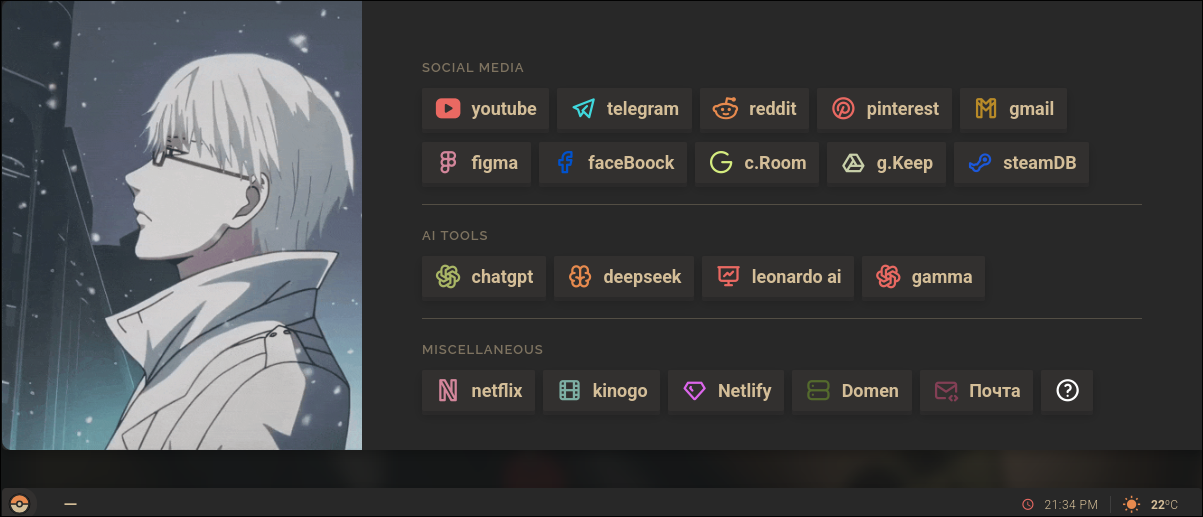 SOCIAL MEDIA
youtube telegram reddit pinterest gmail
figma faceBoock c.Room g.Keep steamDB
AI TOOLS
chatgpt deepseek leonardo ai gamma
MISCELLANEOUS
netflix kinogo Netlify Domen Почта
21:34 PM 22ºC